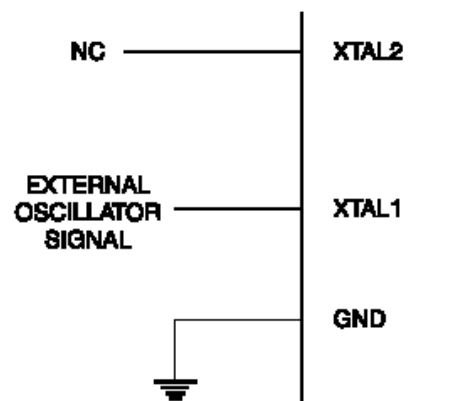 NC
XTAL2
EXTERNAL
OSCILLATOR
SIGNAL
XTAL1
GND